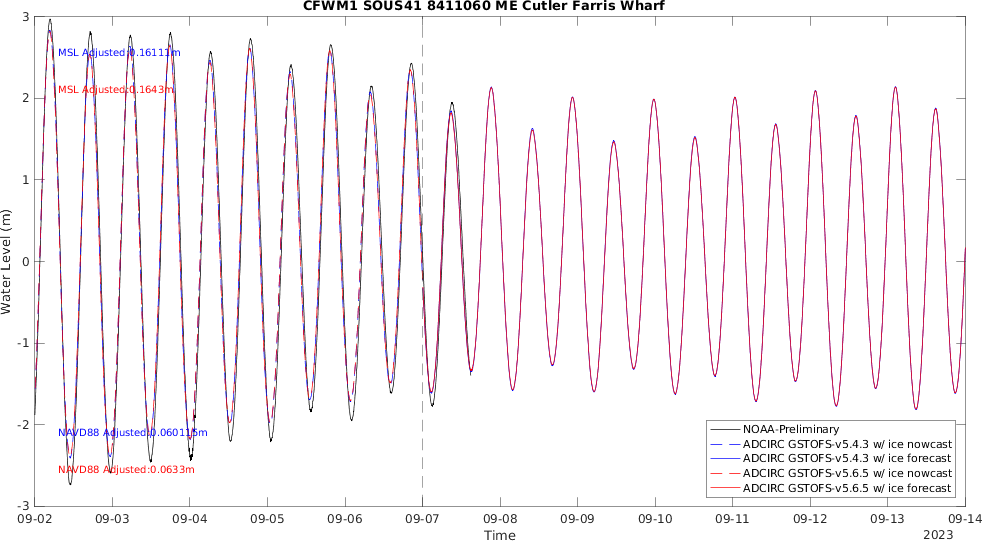 CFWM1 SOUS41 8411060 ME Cutler Farris Wharf
3
2
1
0
-1
-2
-3
Water Level (m)
MSL Adjusted:0.16111m
MSL Adjusted:0.1643m
NAVD88 Adjusted:0.060115m
NAVD88 Adjusted:0.0633m
NOAA-Preliminary
ADCIRC GSTOFS-v5.4.3 w/ ice nowcast
ADCIRC GSTOFS-v5.4.3 w/ ice forecast
ADCIRC GSTOFS-v5.6.5 w/ ice nowcast
ADCIRC GSTOFS-v5.6.5 w/ ice forecast
09-02 09-03 09-04 09-05 09-06 09-07 09-08 09-09 09-10 09-11 09-12 09-13 09-14
Time
2023